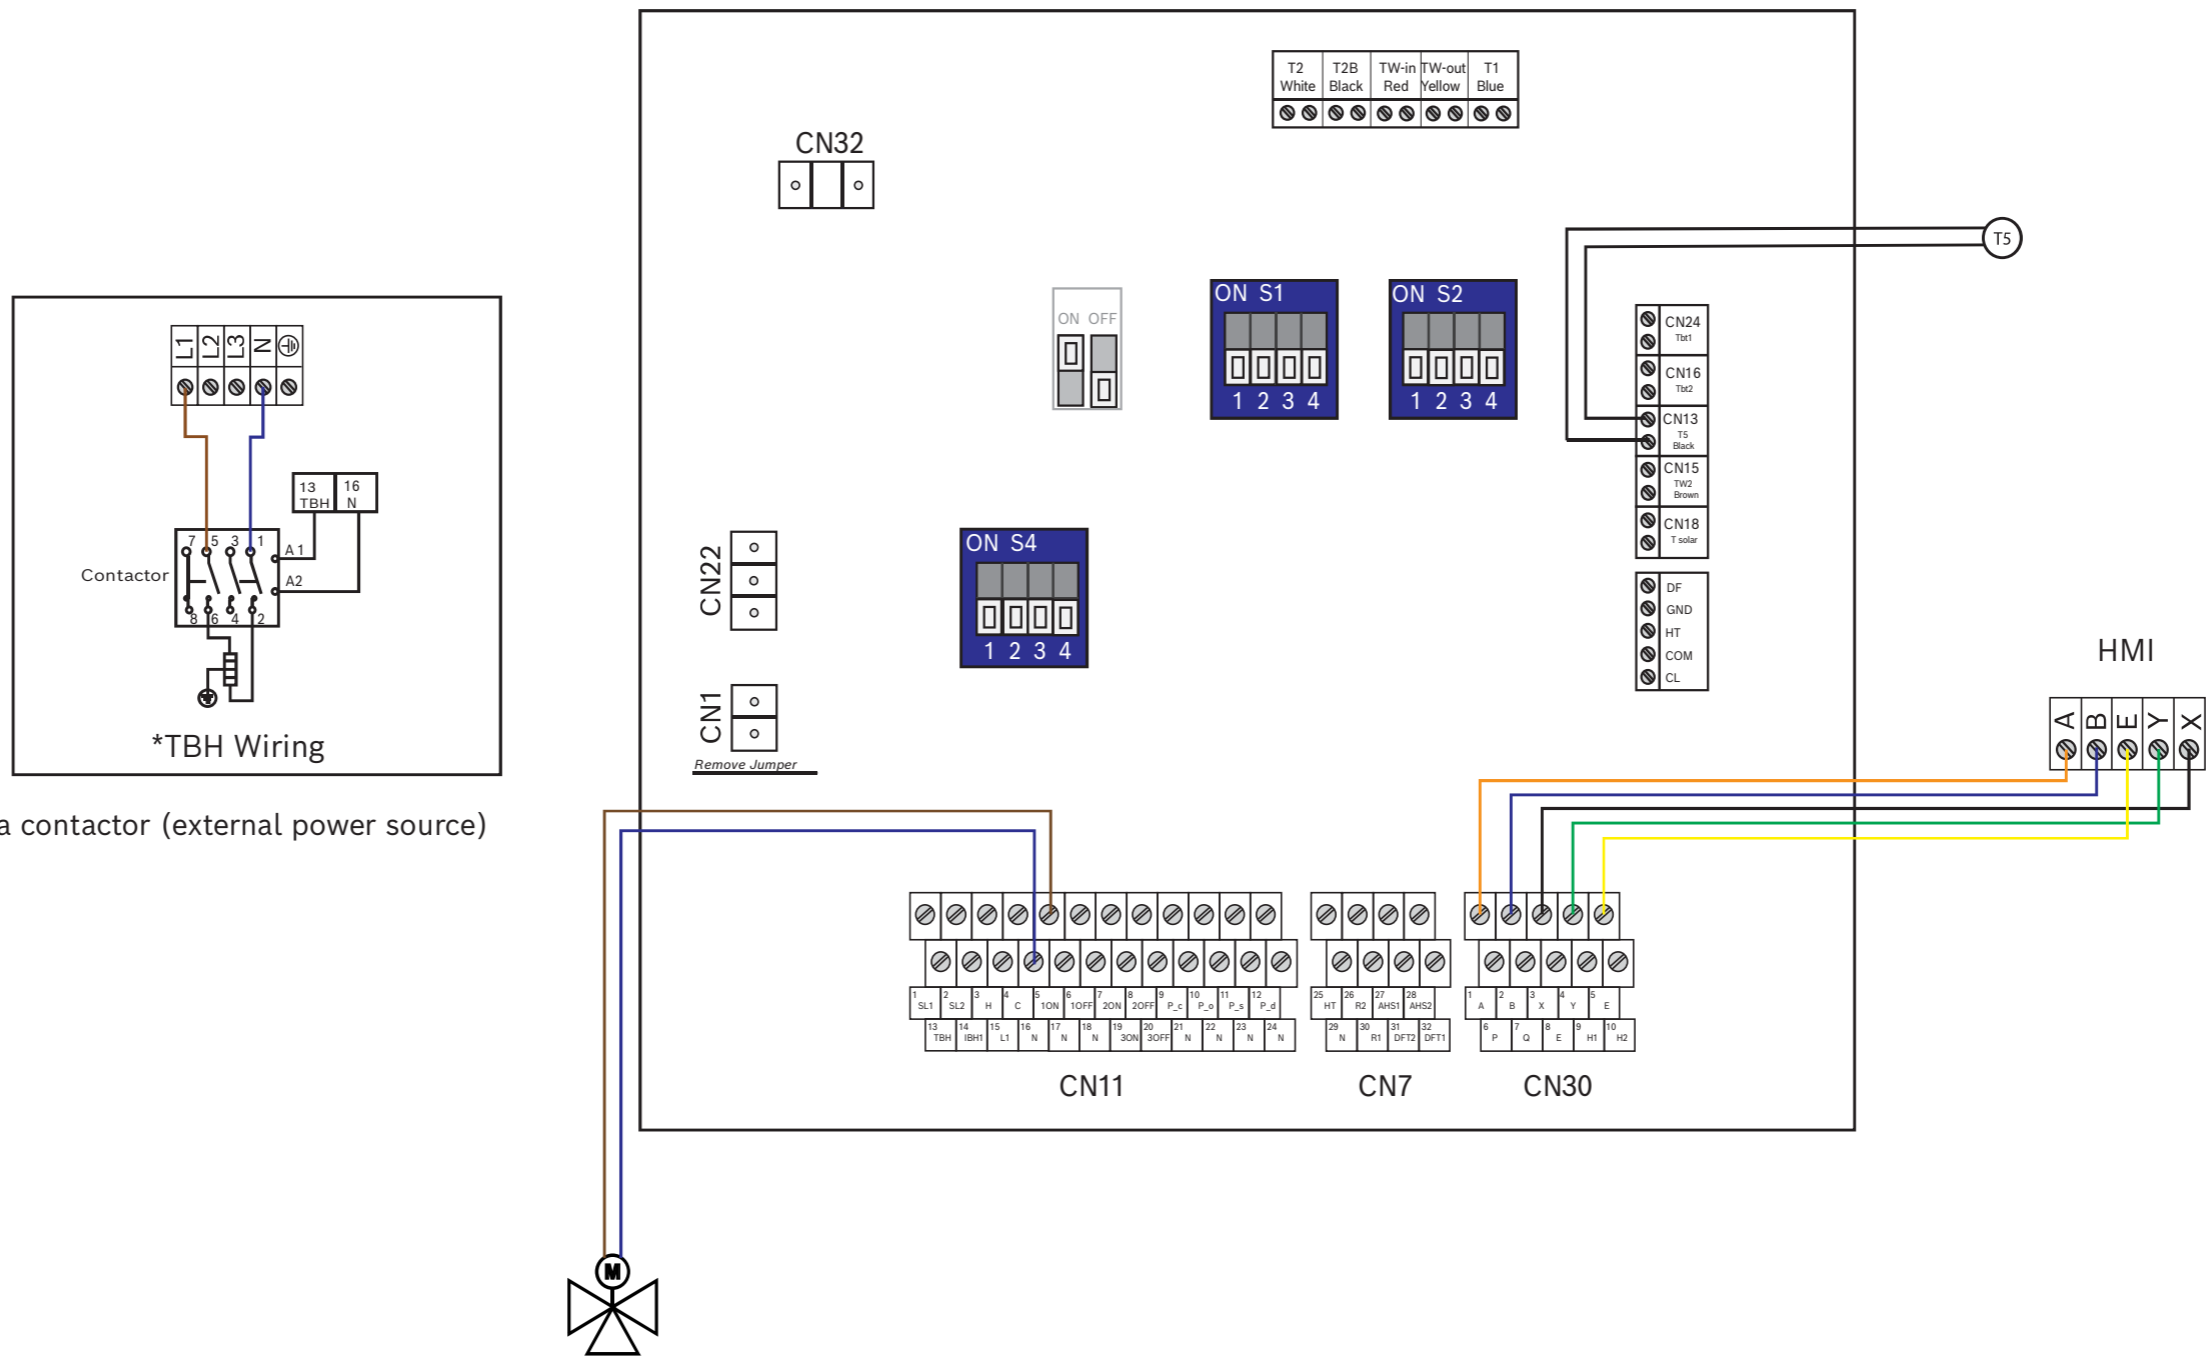 T2 T2B TW-in TW-out T1
White Black Red Yellow Blue
CN32
T5
ON OFF
ON S1
1 2 3 4
ON S2
1 2 3 4
CN24
Tbt1
CN16
Tbt2
CN13
T5
Black
CN15
TW2
Brown
CN18
T solar
DF
GND
HT
COM
CL
L1 L2 L3 N
13 16
TBH N
7 5 3 1
A1
A2
Contactor
8 6 4 2
*TBH Wiring
a contactor (external power source)
CN22
ON S4
1 2 3 4
CN1
Remove Jumper
HMI
A B E Y X
1 2 3 4 5 6 7 8 9 10 11 12
SL1 SL2 H C 1ON 1OFF 2ON 2OFF P_c P_o P_s P_d
13 14 15 16 17 18 19 20 21 22 23 24
TBH IBH1 L1 N N N 3ON 3OFF N N N N
CN11
25 26 27 28
HT R2 AHS1 AHS2
29 30 31 32
N R1 DFT2 DFT1
CN7
1 2 3 4 5
A B X Y E
6 7 8 9 10
P Q E H1 H2
CN30
M